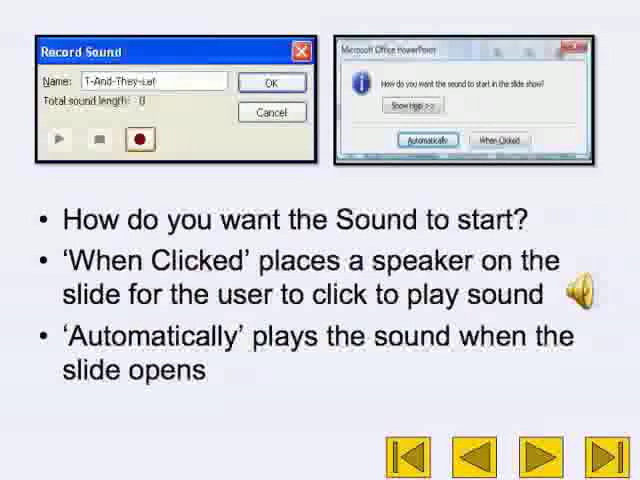 Record Sound
Name: T-And-They-Lef
OK
Total sound length: 0
Cancel
Microsoft Office PowerPoint
How do you want the sound to start in the slide show?
Show Help >>
Automatically
When Clicked
• How do you want the Sound to start?
• ‘When Clicked’ places a speaker on the
slide for the user to click to play sound
• ‘Automatically’ plays the sound when the
slide opens